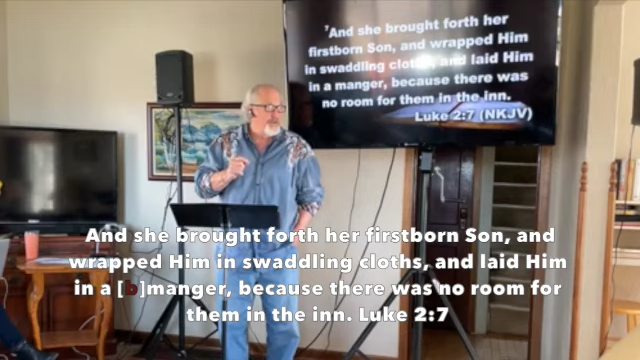 ⁷And she brought forth her
firstborn Son, and wrapped Him
in swaddling cloths, and laid Him
in a manger, because there was
no room for them in the inn.
Luke 2:7 (NKJV)
And she brought forth her firstborn Son, and
wrapped Him in swaddling cloths, and laid Him
in a [b]manger, because there was no room for
them in the inn. Luke 2:7